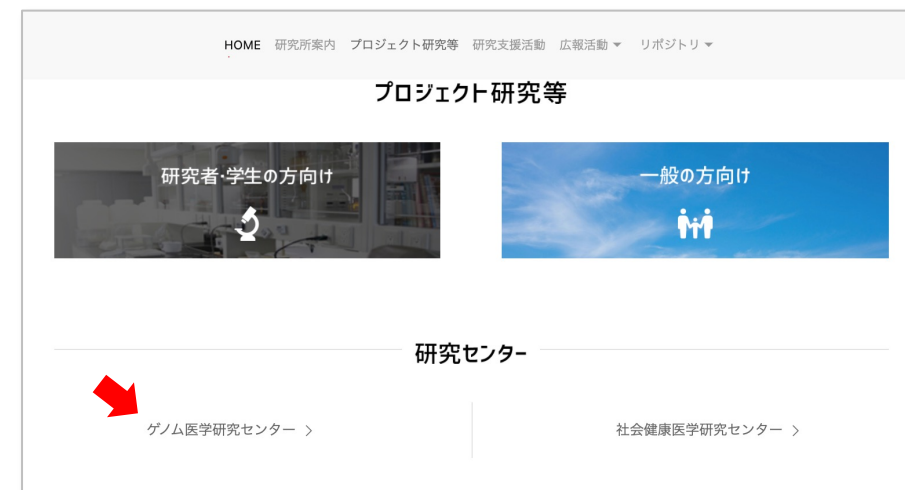 HOME 研究所案内 プロジェクト研究等 研究支援活動 広報活動 リポジトリ
プロジェクト研究等
研究者・学生の方向け
一般の方向け
研究センター
ゲノム医学研究センター >
社会健康医学研究センター >